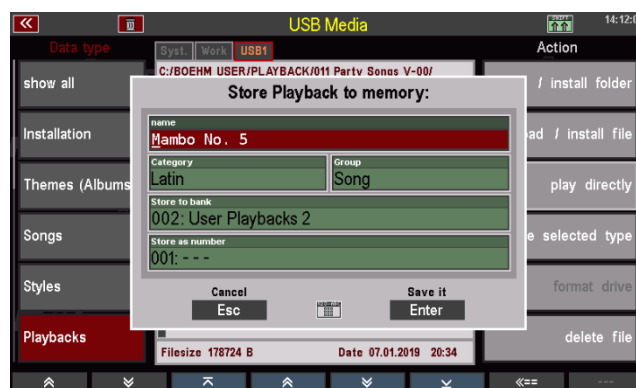 USB Media
14:12:
Data type
Syst. Work USB1
Action
C:/BOEHM USER/PLAYBACK/011 Party Songs V-00/
show all
/ install folder
Store Playback to memory:
name
Mambo No. 5
Installation
ad / install file
Category
Latin
Group
Song
Themes (Albums
play directly
Store to bank
002: User Playbacks 2
Songs
e selected type
Store as number
001: - - -
Styles
format drive
Cancel
Esc
Save it
Enter
Playbacks
delete file
Filesize 178724 B
Date 07.01.2019 20:34
«==
---